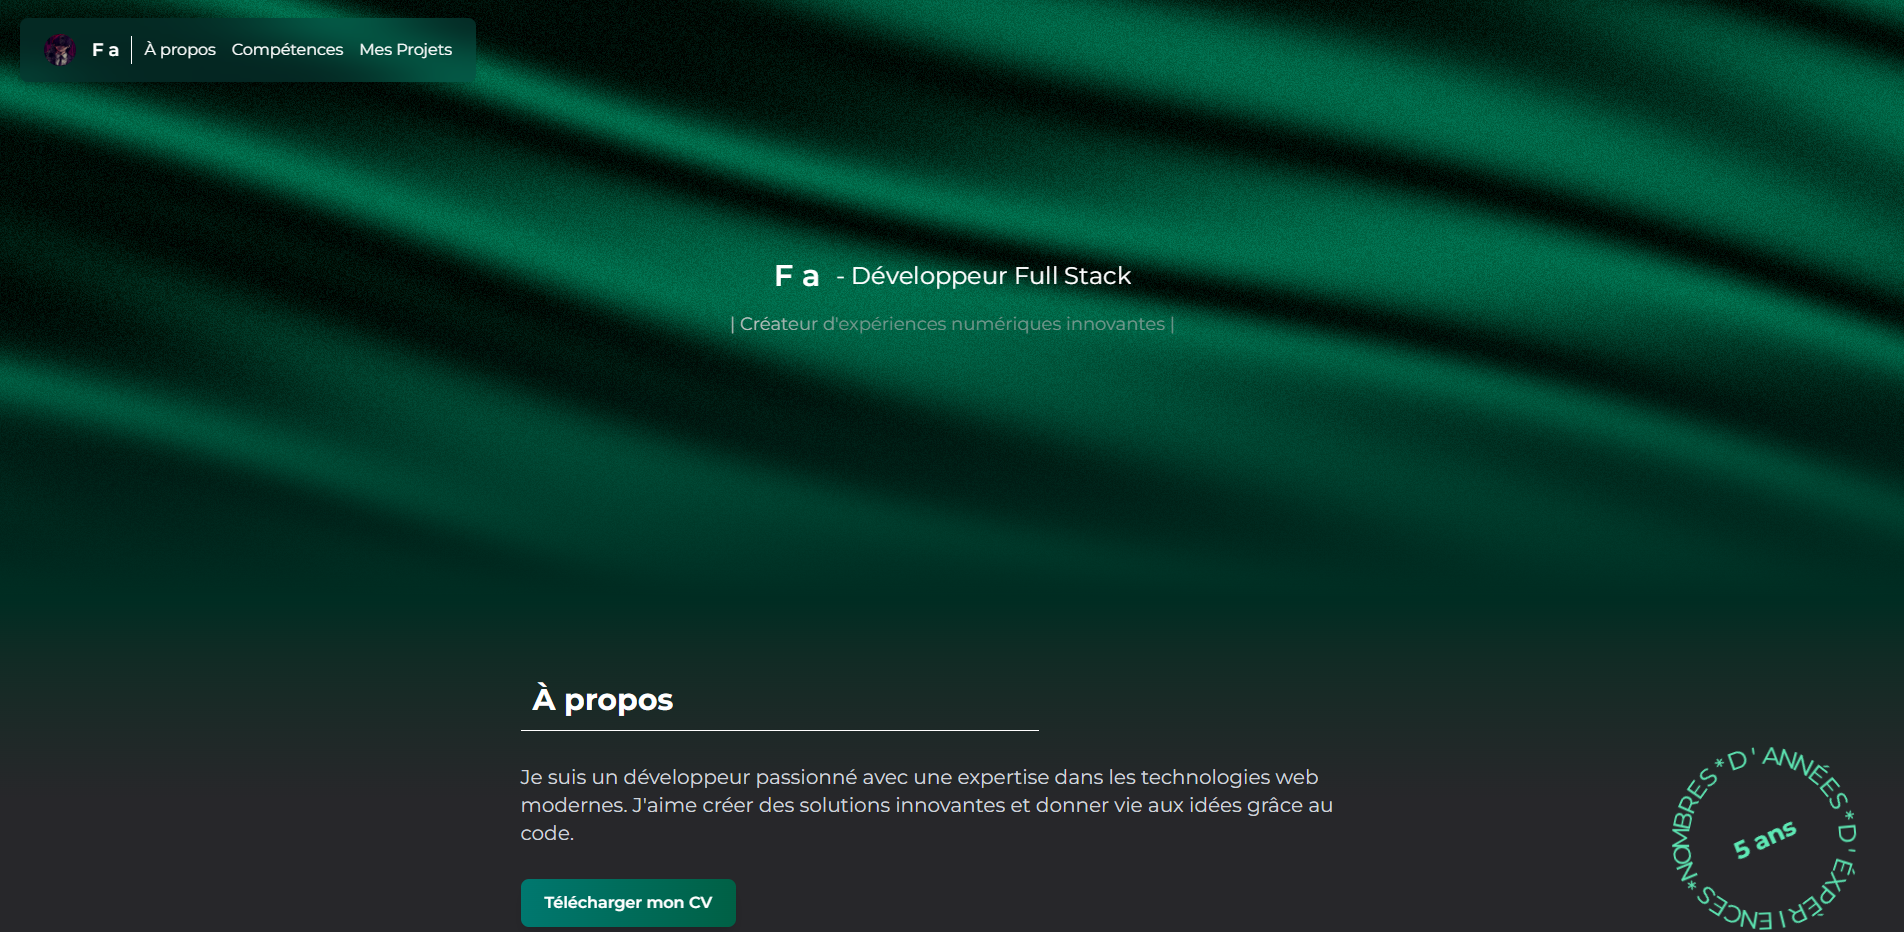 F a À propos Compétences Mes Projets
F a - Développeur Full Stack
| Créateur d'expériences numériques innovantes |
À propos
Je suis un développeur passionné avec une expertise dans les technologies web
modernes. J'aime créer des solutions innovantes et donner vie aux idées grâce au
code.
Télécharger mon CV
NOMBRES*D'ANNÉES*D'ÉXPÈRIENCES*
5 ans